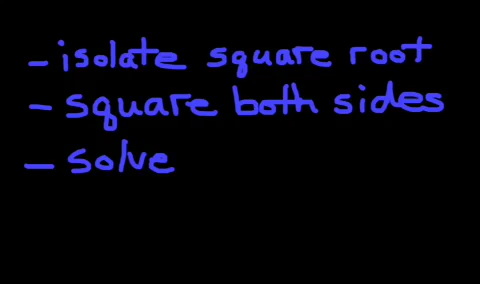 - isolate square root
- square both sides
- solve